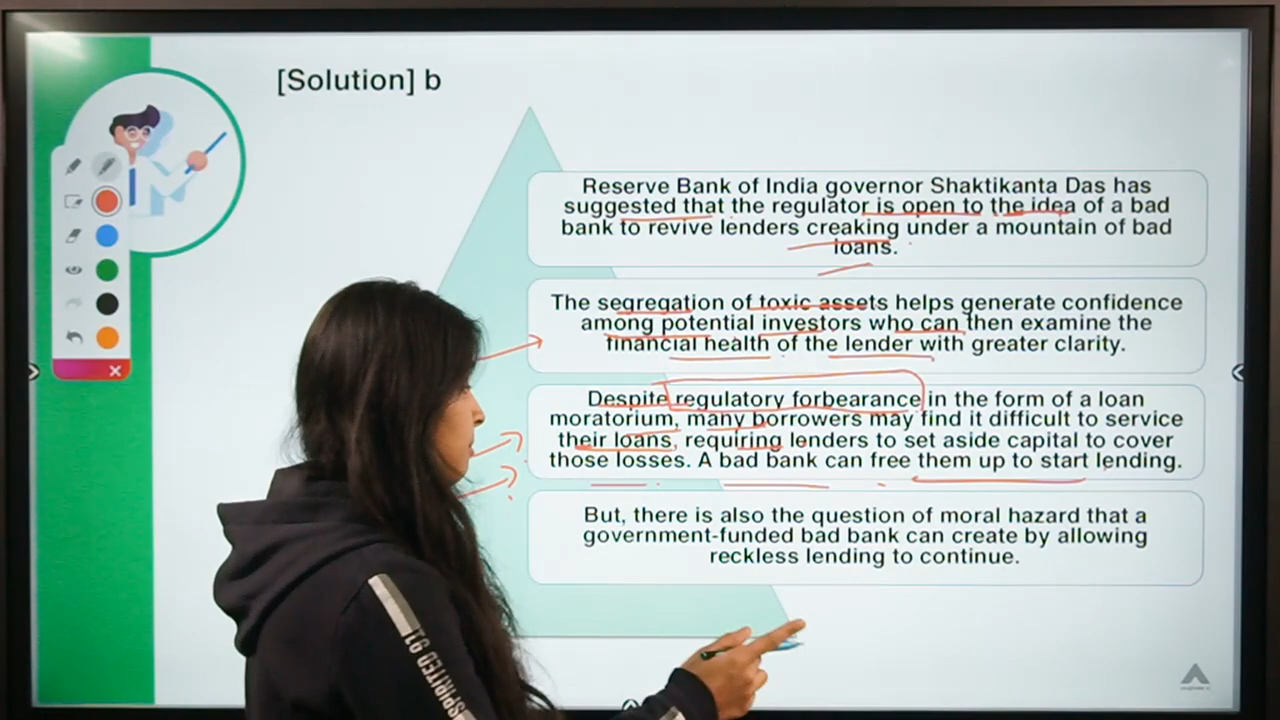 [Solution] b
Reserve Bank of India governor Shaktikanta Das has
suggested that the regulator is open to the idea of a bad
bank to revive lenders creaking under a mountain of bad
loans.
The segregation of toxic assets helps generate confidence
among potential investors who can then examine the
financial health of the lender with greater clarity.
Despite regulatory forbearance in the form of a loan
moratorium, many borrowers may find it difficult to service
their loans, requiring lenders to set aside capital to cover
those losses. A bad bank can free them up to start lending.
But, there is also the question of moral hazard that a
government-funded bad bank can create by allowing
reckless lending to continue.
SPIRITED 91